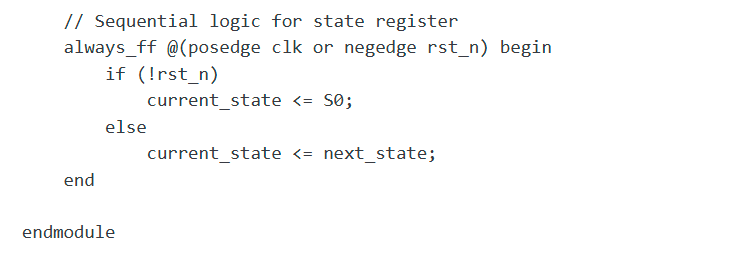 // Sequential logic for state register
always_ff @(posedge clk or negedge rst_n) begin
if (!rst_n)
current_state <= S0;
else
current_state <= next_state;
end
endmodule